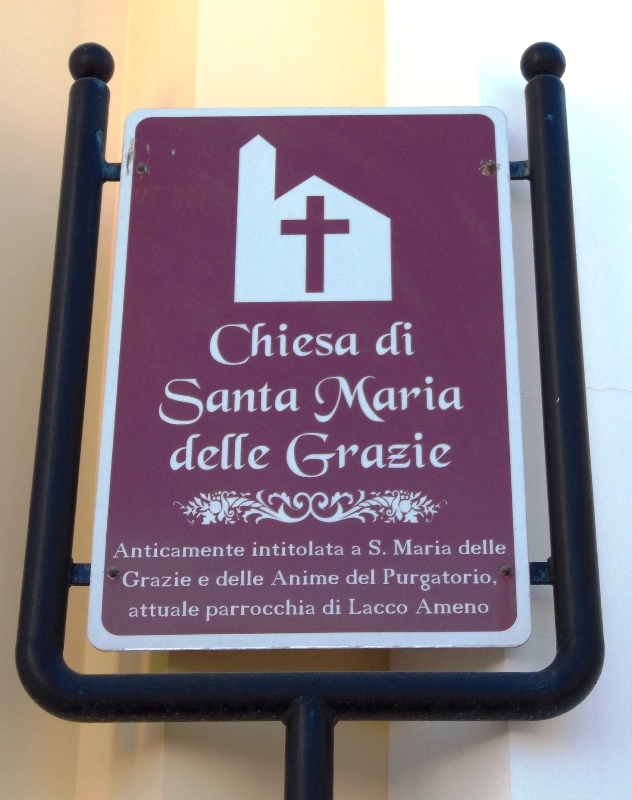 Chiesa di
Santa Maria
delle Grazie
Anticamente intitolata a S. Maria delle
Grazie e delle Anime del Purgatorio,
attuale parrocchia di Lacco Ameno